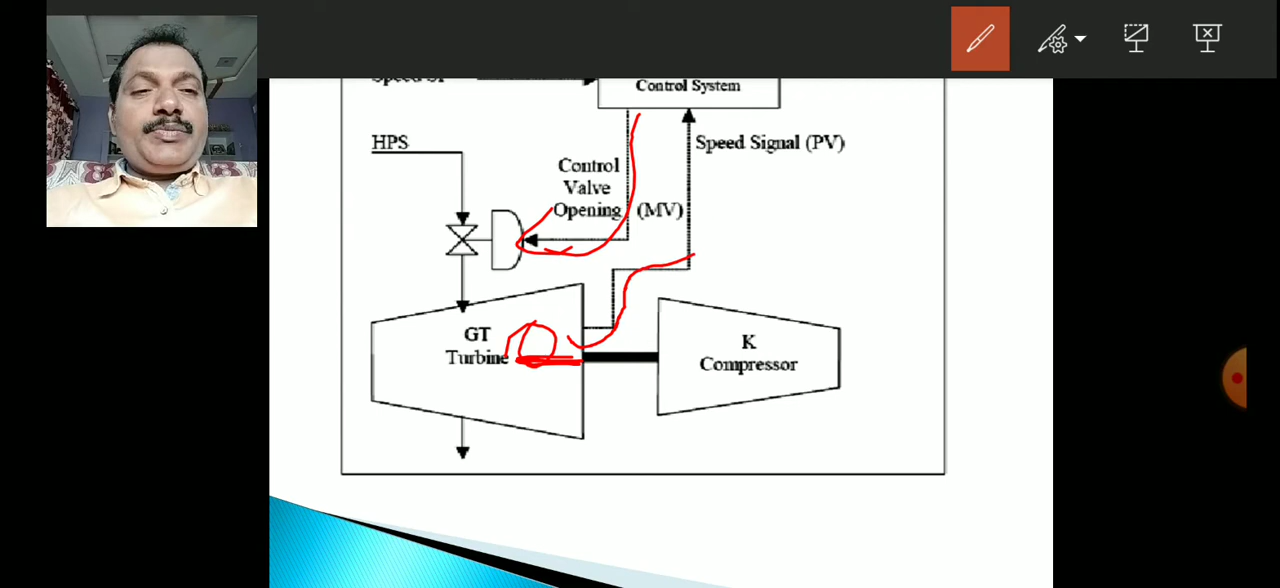 Speed SP
Control System
HPS
Speed Signal (PV)
Control
Valve
Opening (MV)
GT
Turbine
K
Compressor